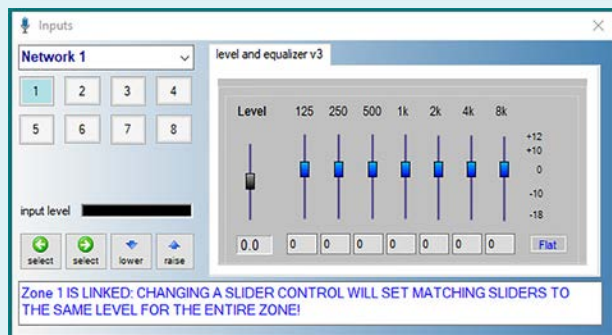 Inputs
Network 1
1 2 3 4
5 6 7 8
input level
select select lower raise
level and equalizer v3
Level 125 250 500 1k 2k 4k 8k
+12
+10
0
-10
-18
0.0 0 0 0 0 0 0 0 Flat
Zone 1 IS LINKED: CHANGING A SLIDER CONTROL WILL SET MATCHING SLIDERS TO
THE SAME LEVEL FOR THE ENTIRE ZONE!